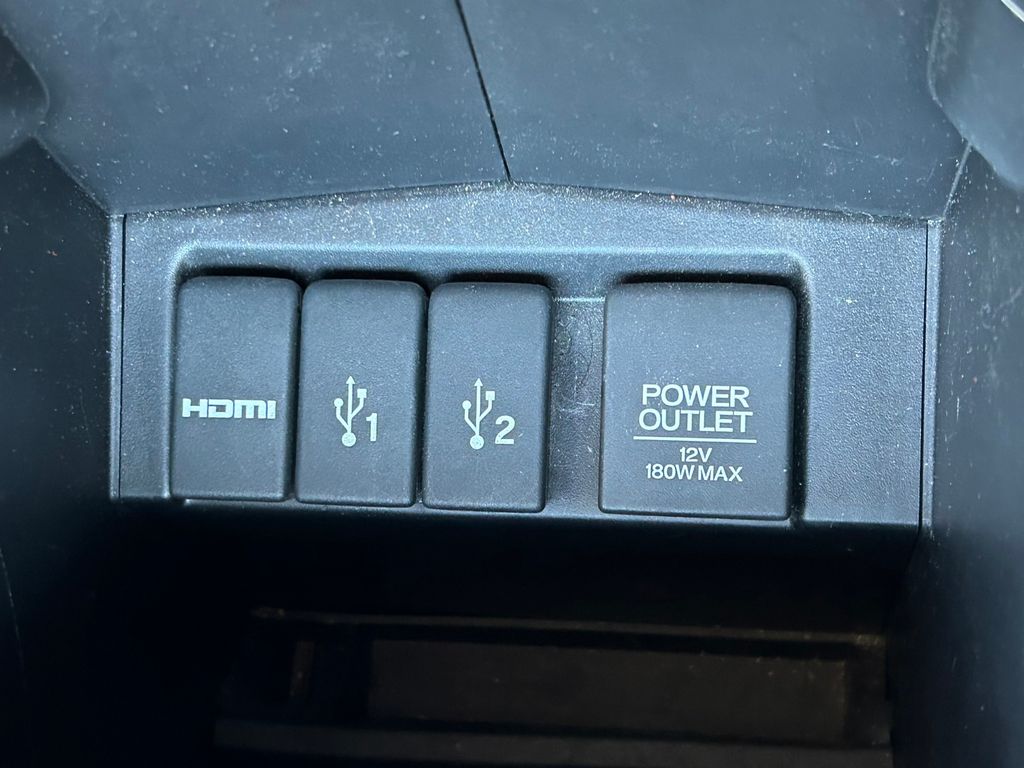 HDMI
1
2
POWER
OUTLET
12V
180W MAX